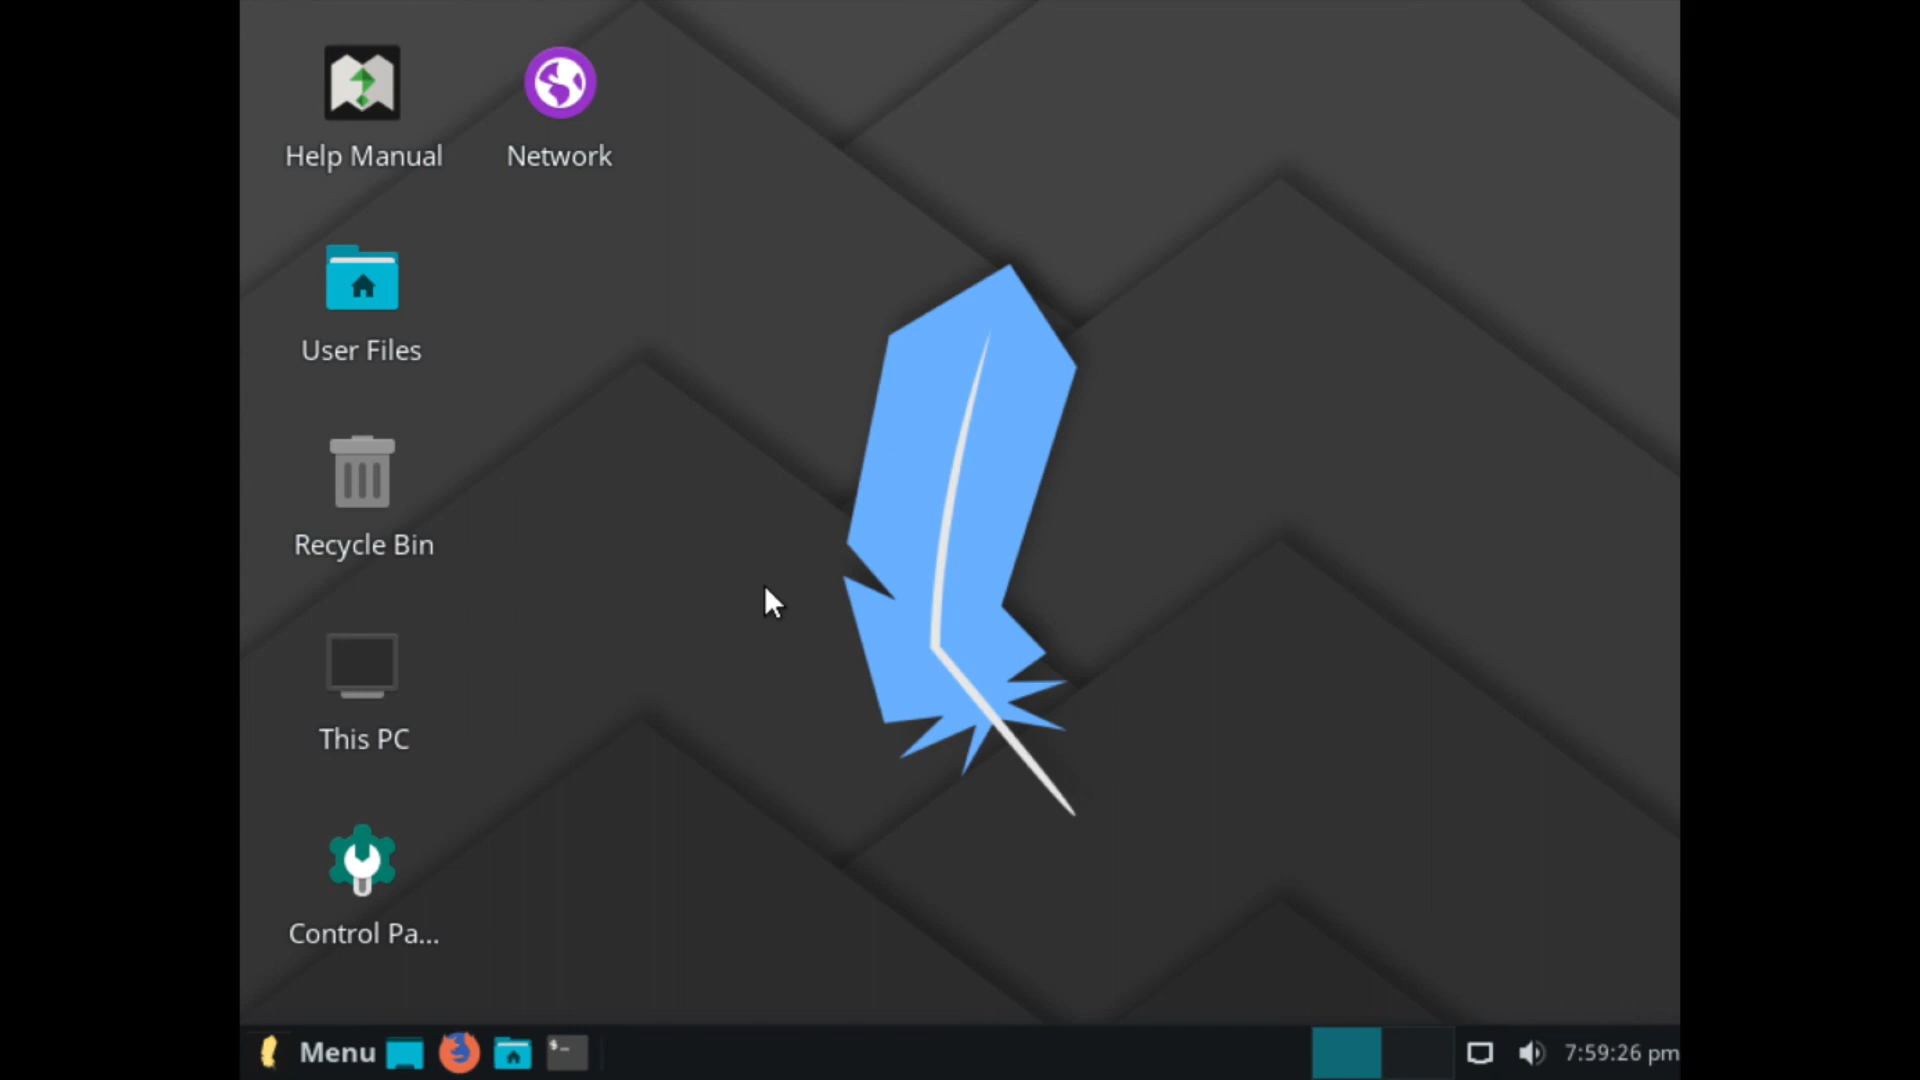 Help Manual
Network
User Files
Recycle Bin
This PC
Control Pa...
Menu
$-
7:59:26 pm